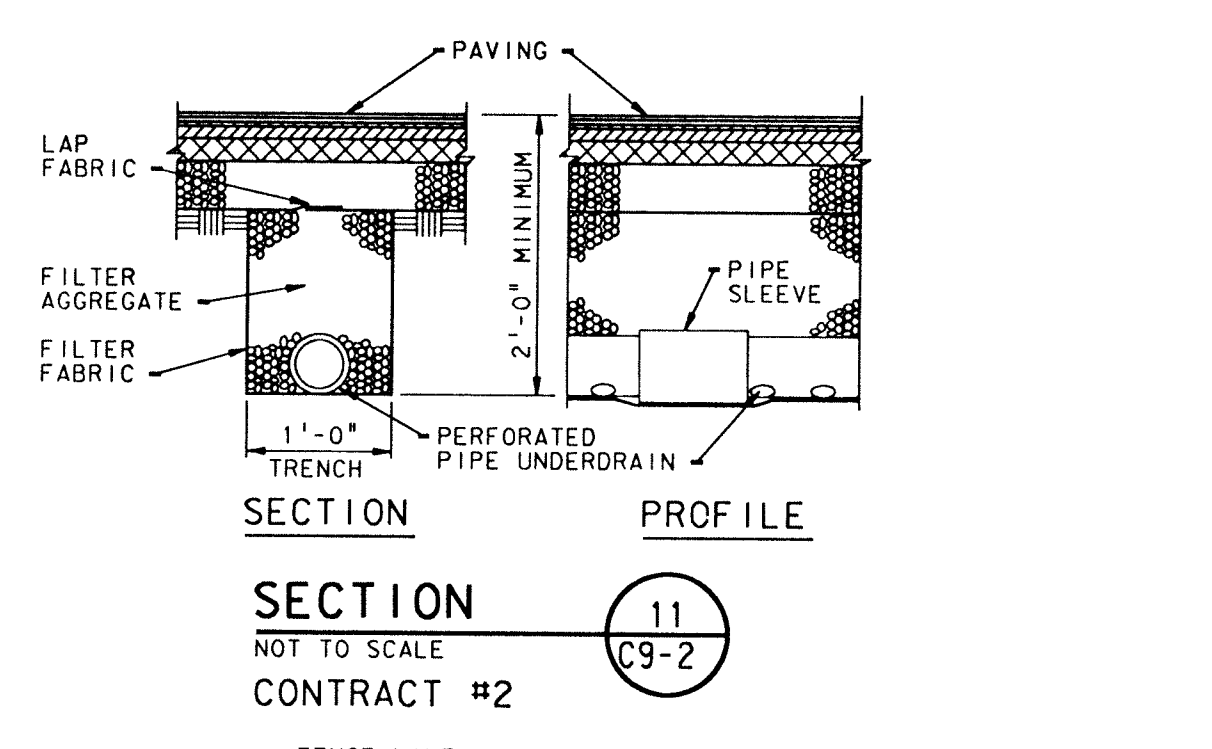 PAVING
LAP
FABRIC
FILTER
AGGREGATE
FILTER
FABRIC
2'-0" MINIMUM
PIPE
SLEEVE
1'-0"
TRENCH
PERFORATED
PIPE UNDERDRAIN
SECTION
PROFILE
SECTION
11
NOT TO SCALE
C9-2
CONTRACT #2